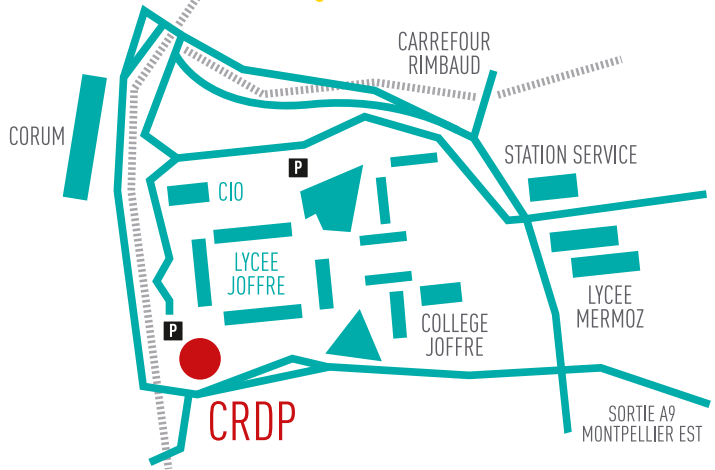 CARREFOUR
RIMBAUD
CORUM
STATION SERVICE
P
CIO
LYCEE
JOFFRE
LYCEE
MERMOZ
P
COLLEGE
JOFFRE
CRDP
SORTIE A9
MONTPELLIER EST